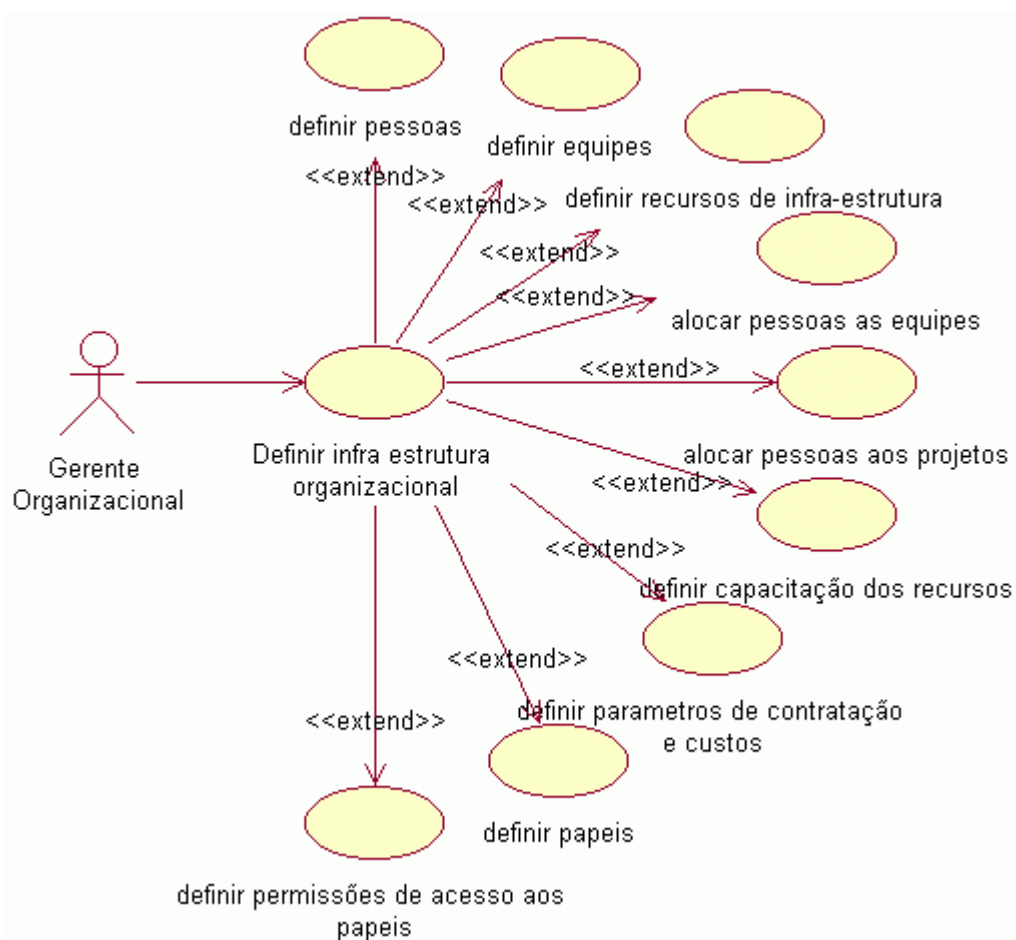 definir pessoas
definir equipes
<<extend>>
<<extend>>
definir recursos de infra-estrutura
<<extend>>
<<extend>>
alocar pessoas as equipes
<<extend>>
Gerente
Organizacional
Definir infra estrutura
organizacional
alocar pessoas aos projetos
<<extend>>
<<extend>>
definir capacitação dos recursos
<<extend>>
definir parametros de contratação
e custos
<<extend>>
definir papeis
definir permissões de acesso aos
papeis